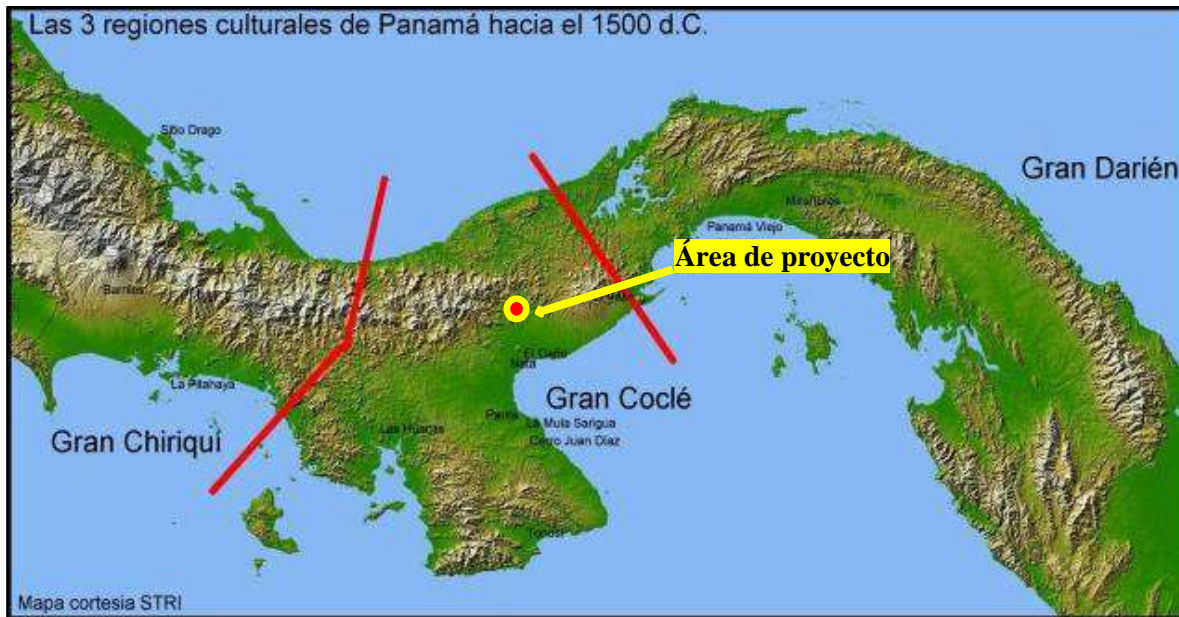 Las 3 regiones culturales de Panamá hacia el 1500 d.C.
Sitio Drago
Gran Darién
Miraflores
Panamá Viejo
Área de proyecto
Barriles
El Caño
Natá
La Pitahaya
Gran Coclé
Parita
La Mula Sarigua
Las Huacas
Cerro Juan Díaz
Gran Chiriquí
Tonosí
Mapa cortesia STRI